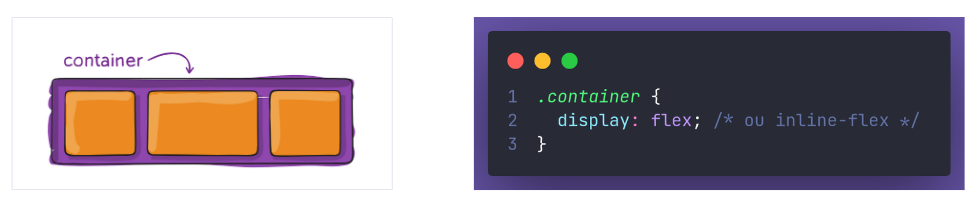 container
1 .container {
2   display: flex; /* ou inline-flex */
3 }